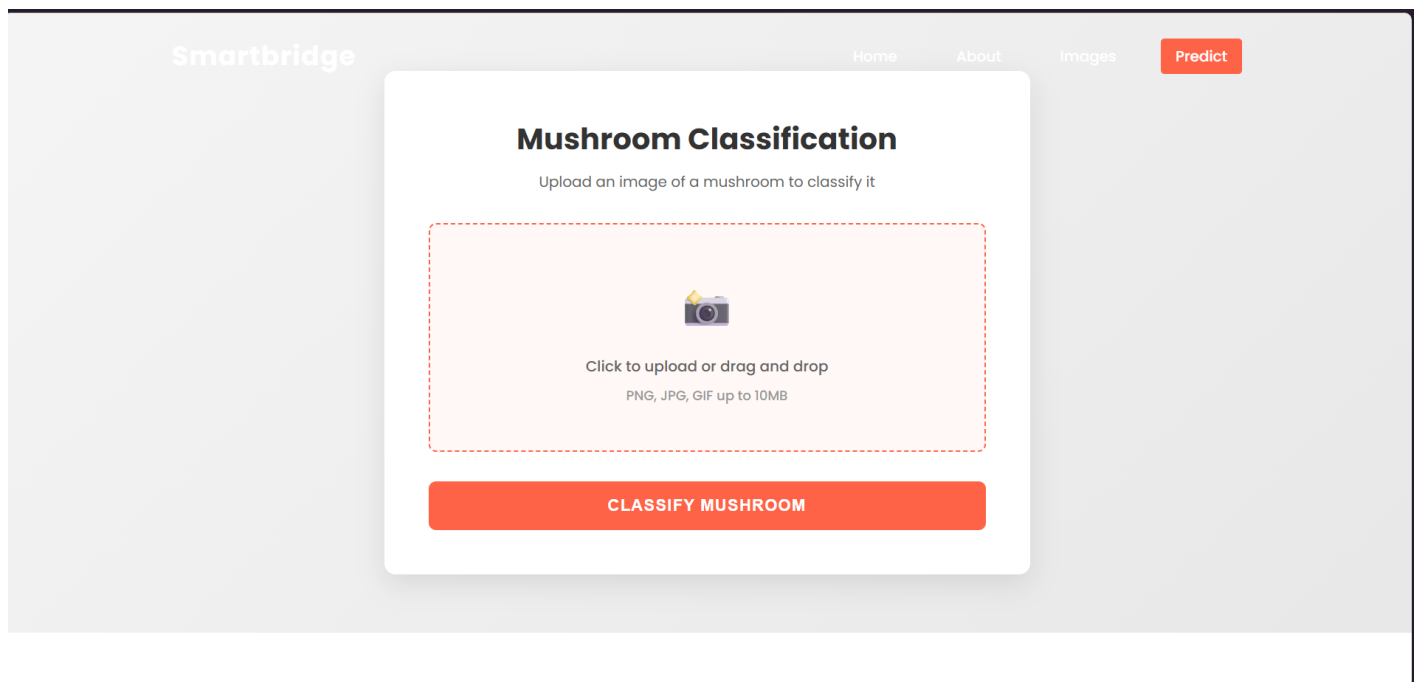 Smartbridge
Home About Images Predict
Mushroom Classification
Upload an image of a mushroom to classify it
Click to upload or drag and drop
PNG, JPG, GIF up to 10MB
CLASSIFY MUSHROOM